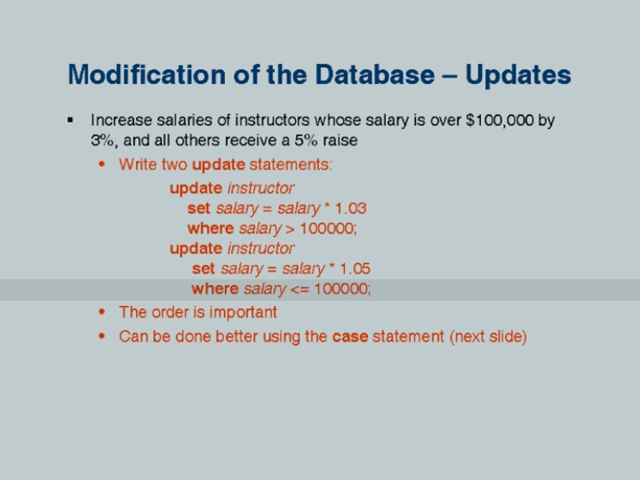 Modification of the Database – Updates
▪ Increase salaries of instructors whose salary is over $100,000 by
3%, and all others receive a 5% raise
• Write two update statements:
update instructor
set salary = salary * 1.03
where salary > 100000;
update instructor
set salary = salary * 1.05
where salary <= 100000;
• The order is important
• Can be done better using the case statement (next slide)